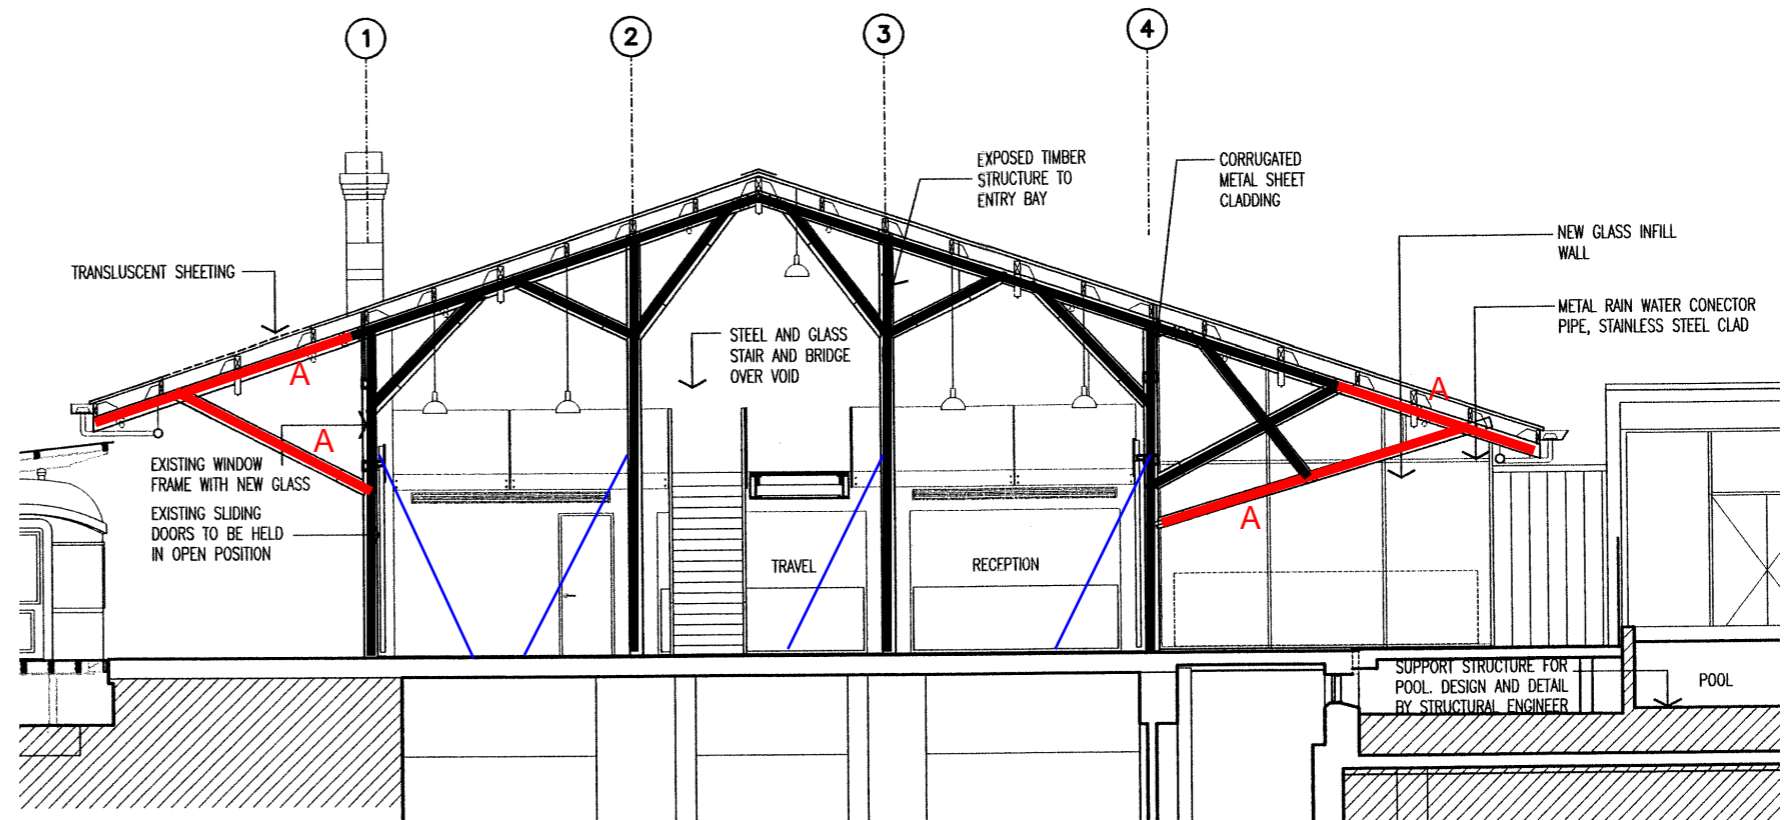 1
2
3
4
EXPOSED TIMBER
STRUCTURE TO
ENTRY BAY
CORRUGATED
METAL SHEET
CLADDING
NEW GLASS INFILL
WALL
TRANSLUSCENT SHEETING
METAL RAIN WATER CONECTOR
PIPE, STAINLESS STEEL CLAD
STEEL AND GLASS
STAIR AND BRIDGE
OVER VOID
A
A
A
A
EXISTING WINDOW
FRAME WITH NEW GLASS
EXISTING SLIDING
DOORS TO BE HELD
IN OPEN POSITION
TRAVEL
RECEPTION
SUPPORT STRUCTURE FOR
POOL. DESIGN AND DETAIL
BY STRUCTURAL ENGINEER
POOL